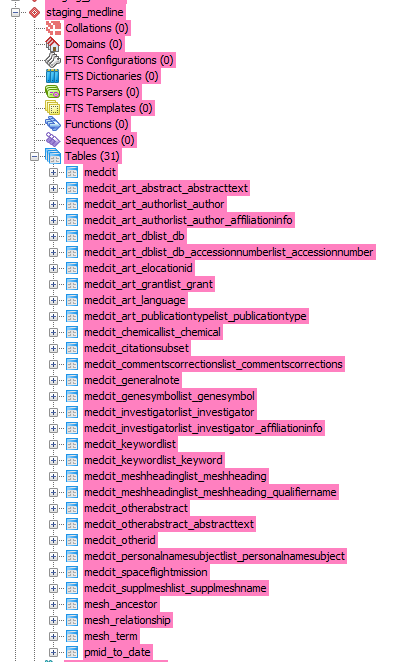 staging_medline
Collations (0)
Domains (0)
FTS Configurations (0)
FTS Dictionaries (0)
FTS Parsers (0)
FTS Templates (0)
Functions (0)
Sequences (0)
Tables (31)
medcit
medcit_art_abstract_abstracttext
medcit_art_authorlist_author
medcit_art_authorlist_author_affiliationinfo
medcit_art_dblist_db
medcit_art_dblist_db_accessionnumberlist_accessionnumber
medcit_art_elocationid
medcit_art_grantlist_grant
medcit_art_language
medcit_art_publicationtypelist_publicationtype
medcit_chemicallist_chemical
medcit_citationsubset
medcit_commentscorrectionslist_commentscorrections
medcit_generalnote
medcit_genesymbollist_genesymbol
medcit_investigatorlist_investigator
medcit_investigatorlist_investigator_affiliationinfo
medcit_keywordlist
medcit_keywordlist_keyword
medcit_meshheadinglist_meshheading
medcit_meshheadinglist_meshheading_qualifiername
medcit_otherabstract
medcit_otherabstract_abstracttext
medcit_otherid
medcit_personalnamesubjectlist_personalnamesubject
medcit_spaceflightmission
medcit_supplmeshlist_supplmeshname
mesh_ancestor
mesh_relationship
mesh_term
pmid_to_date